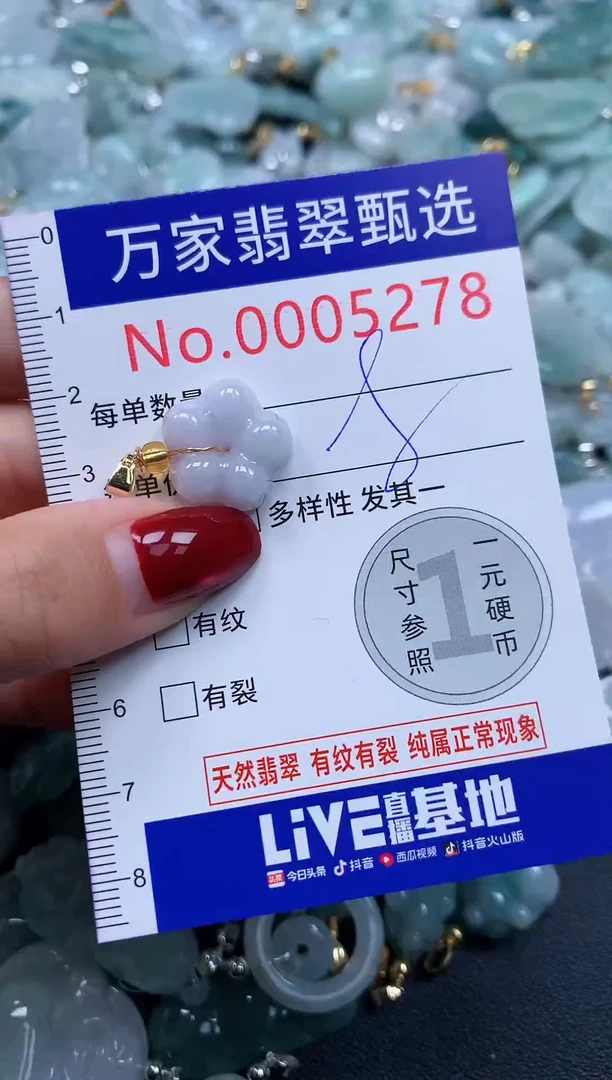 万家翡翠甄选
No.0005278
每单数量
单
多样性 发其一
有纹
有裂
尺寸参照
1
一元硬币
天然翡翠 有纹有裂 纯属正常现象
LiVE直播基地
头条 今日头条 抖音 西瓜视频 抖音火山版
0
1
2
3
6
7
8